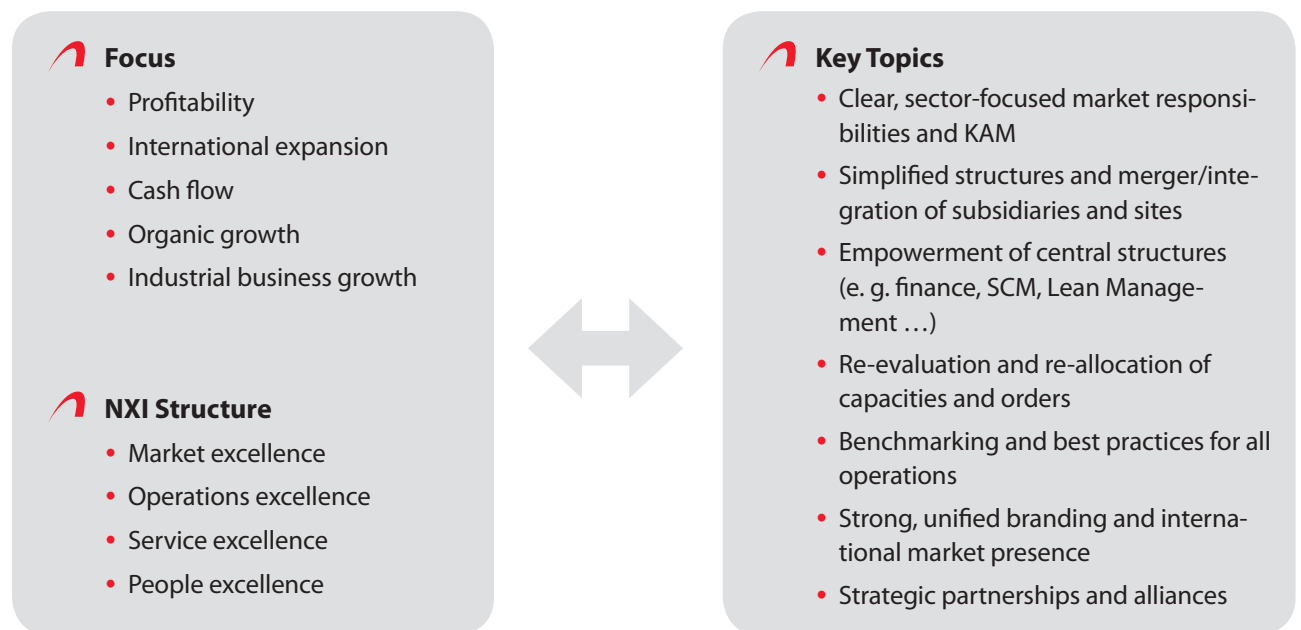 Focus
• Profitability
• International expansion
• Cash flow
• Organic growth
• Industrial business growth
NXI Structure
• Market excellence
• Operations excellence
• Service excellence
• People excellence
Key Topics
• Clear, sector-focused market responsi-
bilities and KAM
• Simplified structures and merger/inte-
gration of subsidiaries and sites
• Empowerment of central structures
(e. g. finance, SCM, Lean Manage-
ment …)
• Re-evaluation and re-allocation of
capacities and orders
• Benchmarking and best practices for all
operations
• Strong, unified branding and interna-
tional market presence
• Strategic partnerships and alliances